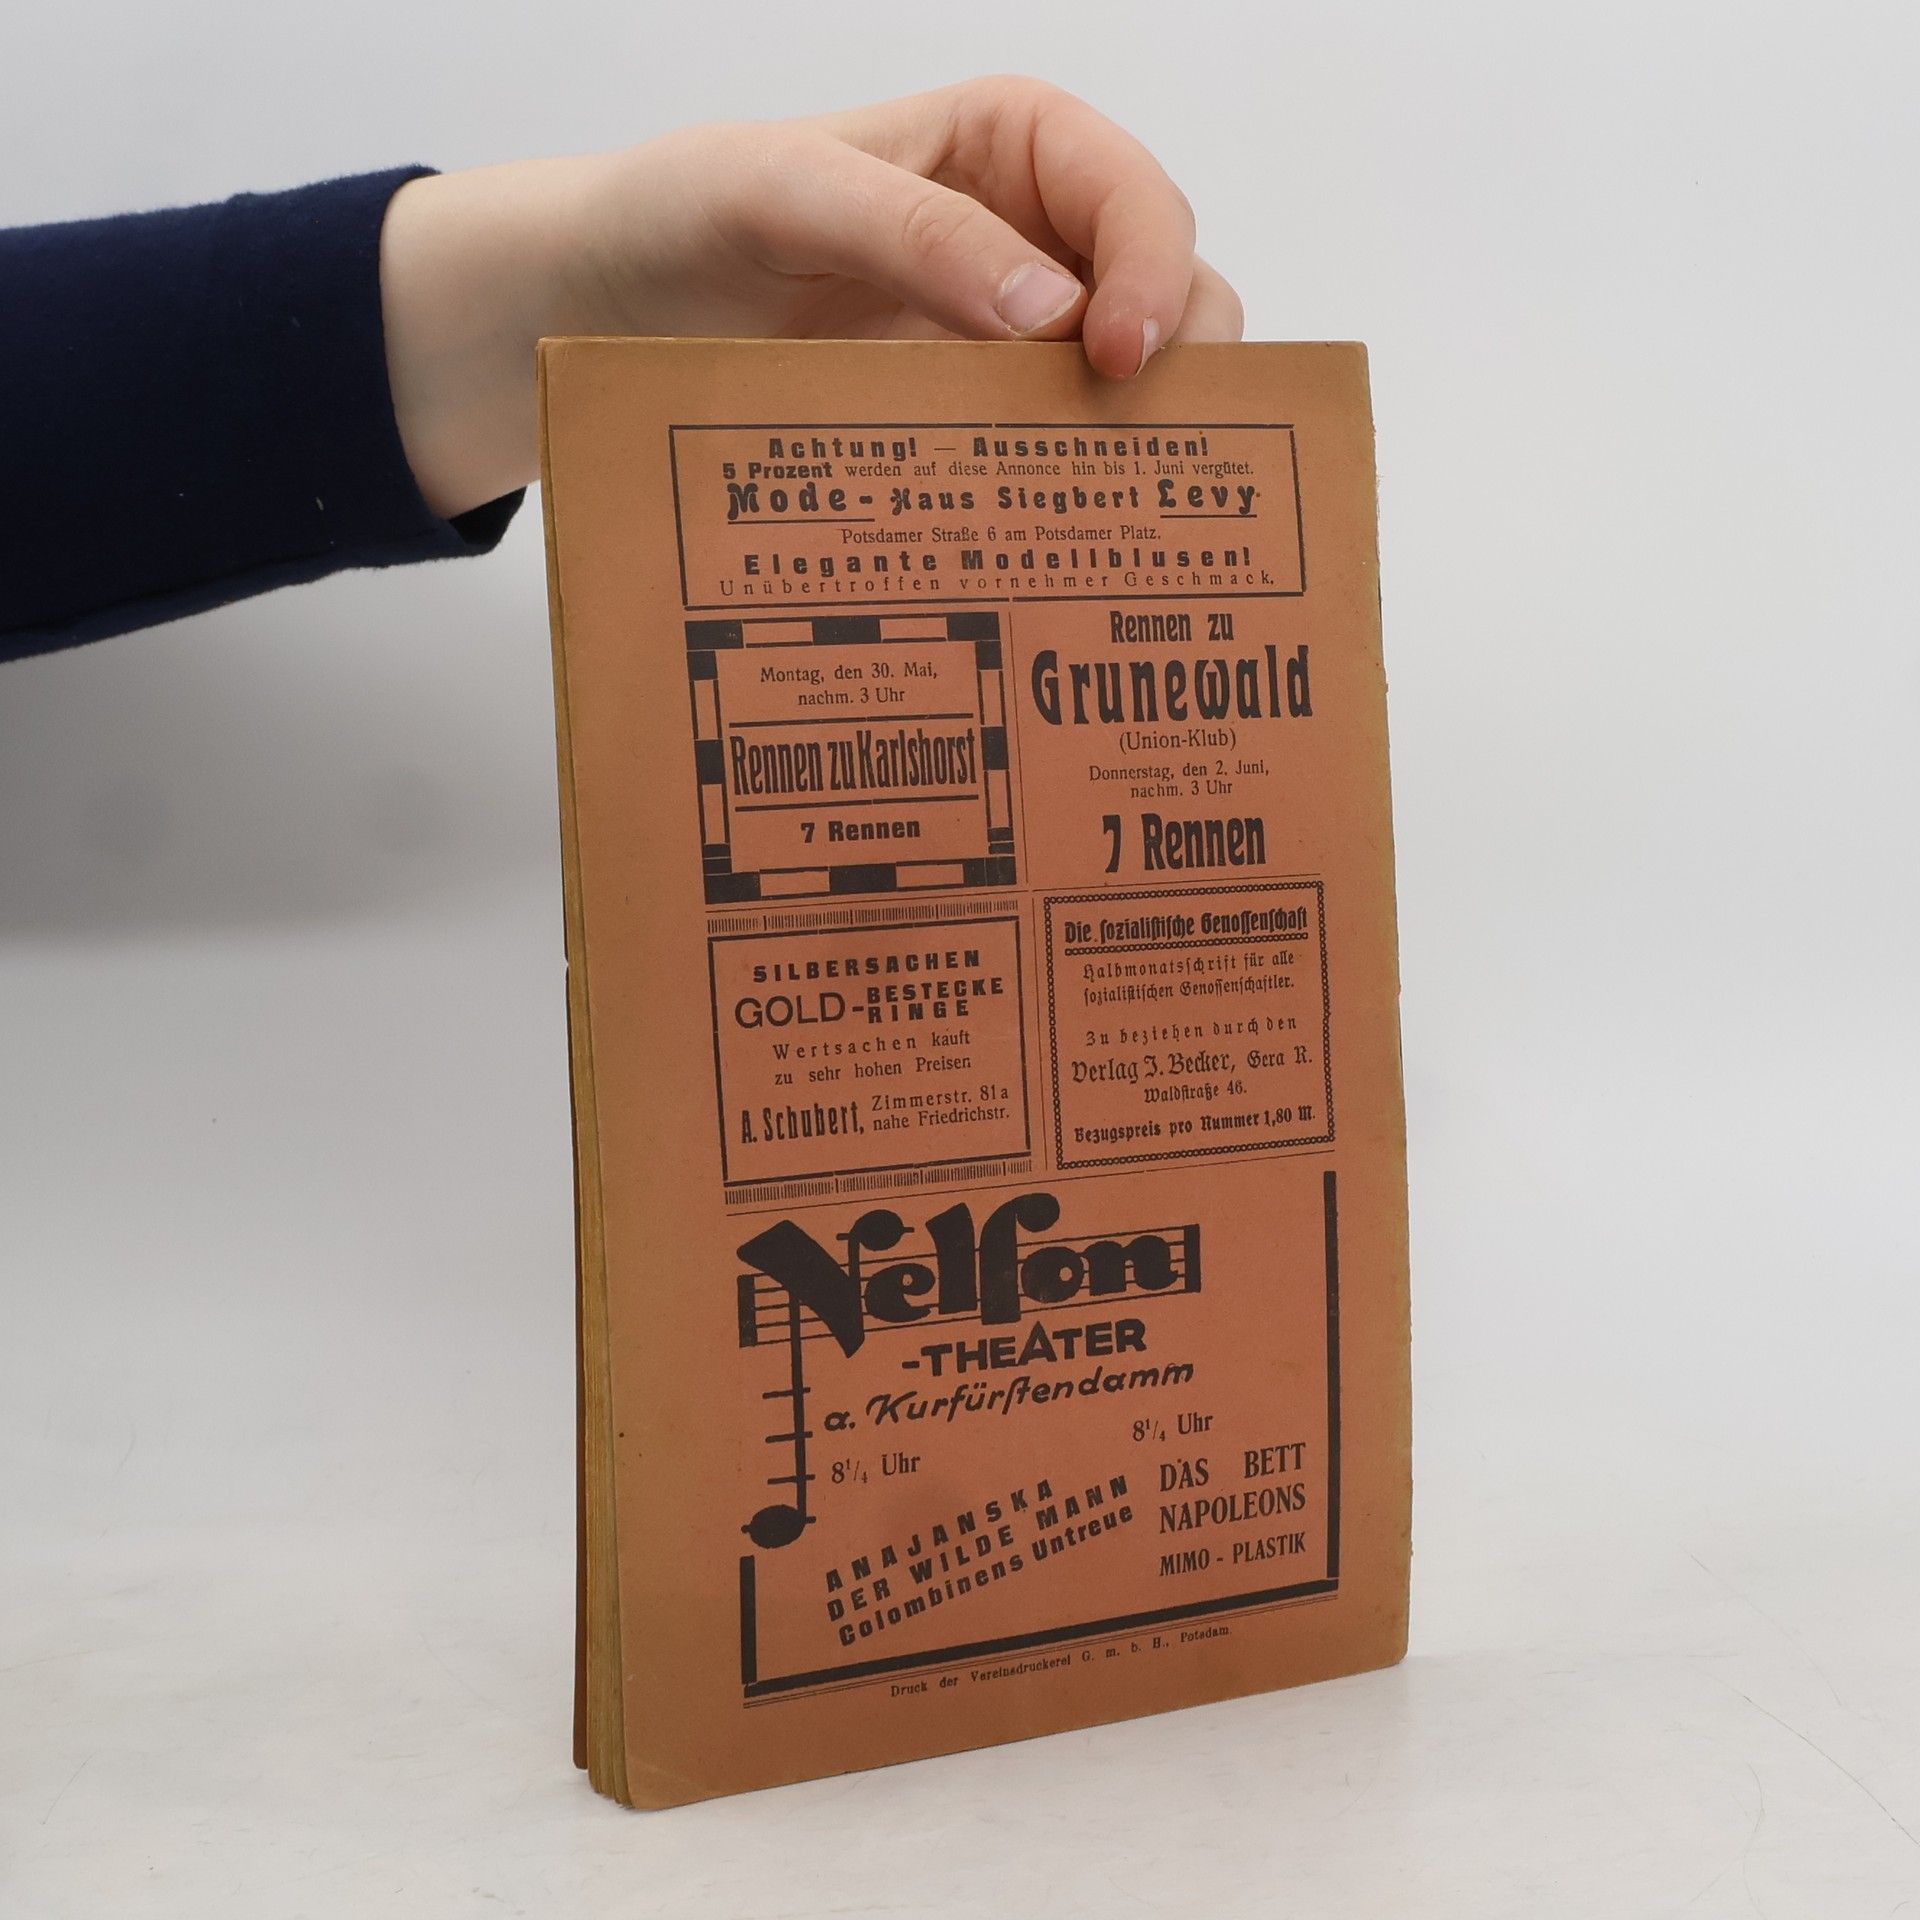 Achtung! — Ausschneiden!
5 Prozent werden auf diese Annonce hin bis 1. Juni vergütet.
Mode-Haus Siegbert Levy
Potsdamer Straße 6 am Potsdamer Platz.
Elegante Modellblusen!
Unübertroffen vornehmer Geschmack.
Montag, den 30. Mai,
nachm. 3 Uhr
Rennen zu Karlshorst
7 Rennen
Rennen zu
Grunewald
(Union-Klub)
Donnerstag, den 2. Juni,
nachm. 3 Uhr
7 Rennen
SILBERSACHEN
GOLD-BESTECKE
RINGE
Wertsachen kauft
zu sehr hohen Preisen
A. Schubert, Zimmerstr. 81a
nahe Friedrichstr.
Die sozialistische Genossenschaft
Halbmonatsschrift für alle
sozialistischen Genossenschaftler.
Zu beziehen durch den
Verlag J. Becker, Gera R.
Waldstraße 46.
Bezugspreis pro Nummer 1,80 M.
Nelson
-THEATER
a. Kurfürstendamm
8¼ Uhr
ANAJANSKA
DER WILDE MANN
Colombinens Untreue
8¼ Uhr
DAS BETT
NAPOLEONS
MIMO - PLASTIK
Druck der Vereinsdruckerei G. m. b. H., Potsdam.